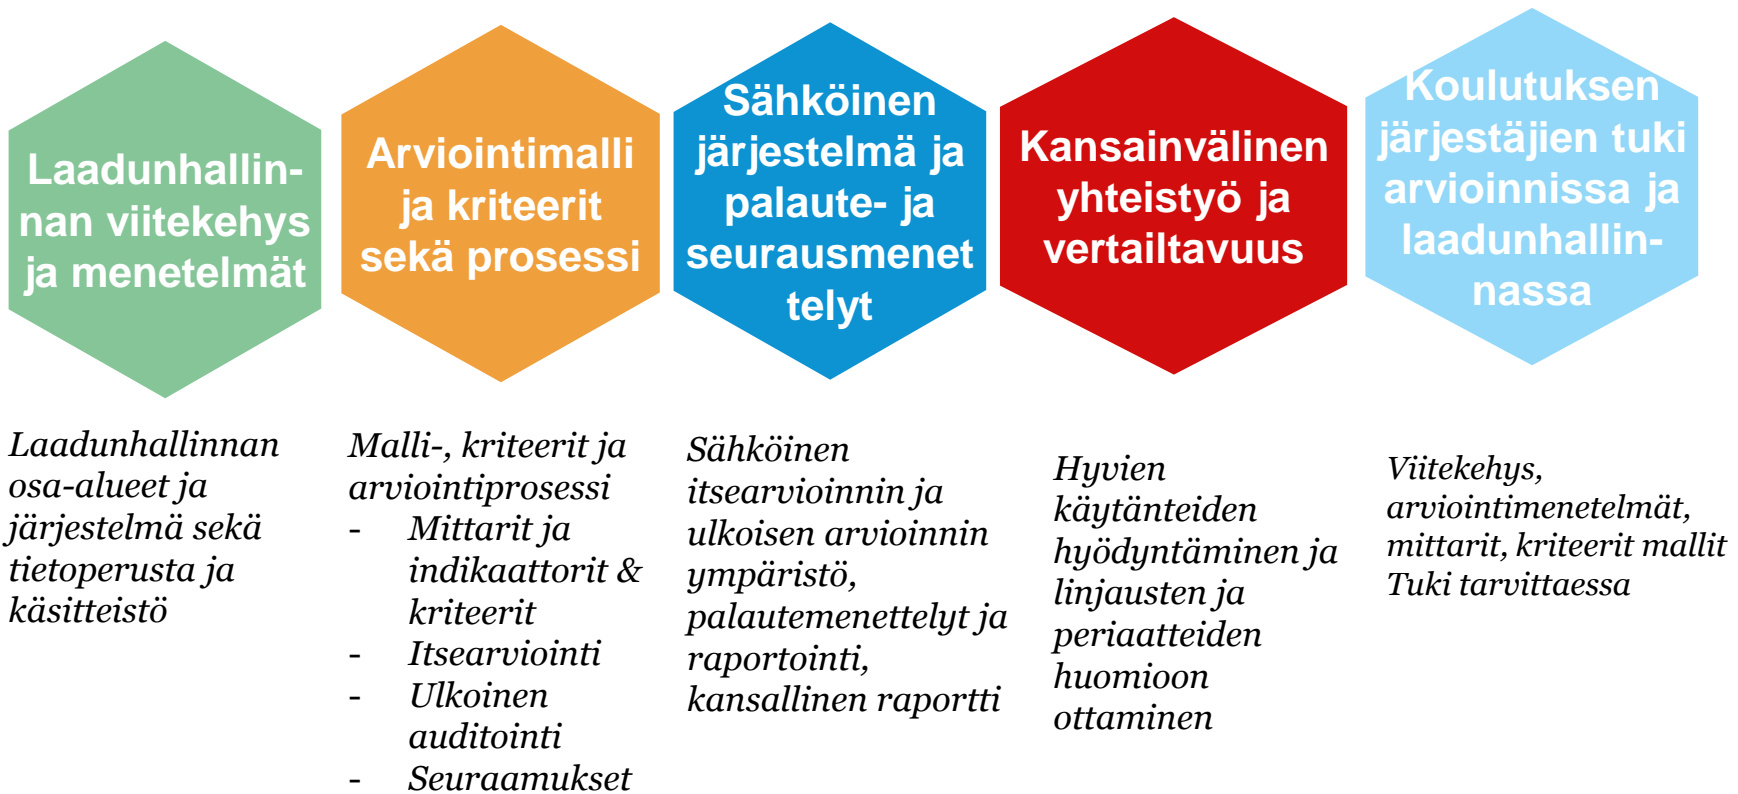 Laadunhallin-
nan viitekehys
ja menetelmät
Arviointimalli
ja kriteerit
sekä prosessi
Sähköinen
järjestelmä ja
palaute- ja
seurausmenet
telyt
Kansainvälinen
yhteistyö ja
vertailtavuus
Koulutuksen
järjestäjien tuki
arvioinnissa ja
laadunhallin-
nassa
Laadunhallinnan
osa-alueet ja
järjestelmä sekä
tietoperusta ja
käsitteistö
Malli-, kriteerit ja
arviointiprosessi
- Mittarit ja
indikaattorit &
kriteerit
- Itsearviointi
- Ulkoinen
auditointi
- Seuraamukset
Sähköinen
itsearvioinnin ja
ulkoisen arvioinnin
ympäristö,
palautemenettelyt ja
raportointi,
kansallinen raportti
Hyvien
käytänteiden
hyödyntäminen ja
linjausten ja
periaatteiden
huomioon
ottaminen
Viitekehys,
arviointimenetelmät,
mittarit, kriteerit mallit
Tuki tarvittaessa